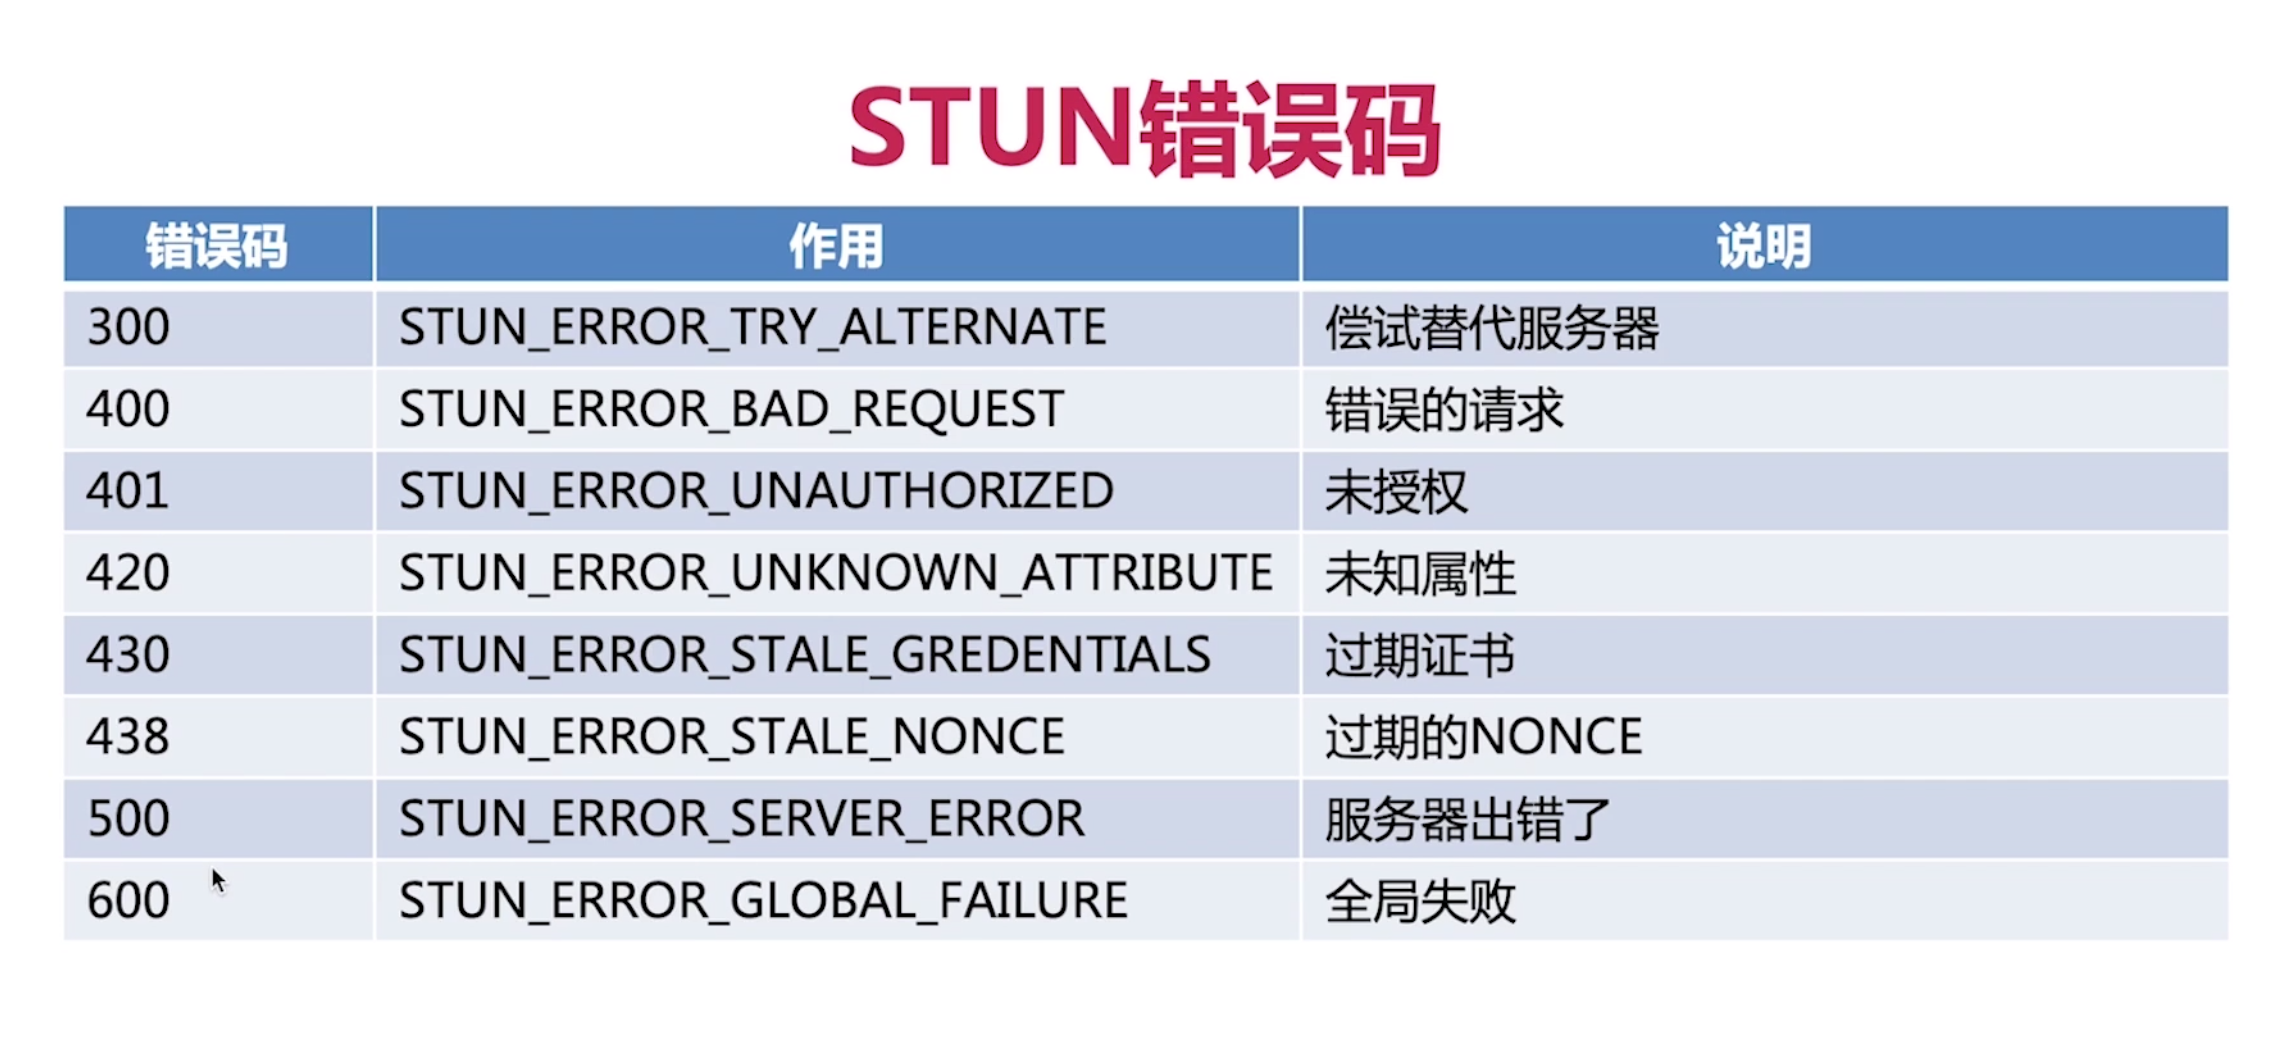 STUN错误码
错误码 作用 说明
300 STUN_ERROR_TRY_ALTERNATE 偿试替代服务器
400 STUN_ERROR_BAD_REQUEST 错误的请求
401 STUN_ERROR_UNAUTHORIZED 未授权
420 STUN_ERROR_UNKNOWN_ATTRIBUTE 未知属性
430 STUN_ERROR_STALE_GREDENTIALS 过期证书
438 STUN_ERROR_STALE_NONCE 过期的NONCE
500 STUN_ERROR_SERVER_ERROR 服务器出错了
600 STUN_ERROR_GLOBAL_FAILURE 全局失败